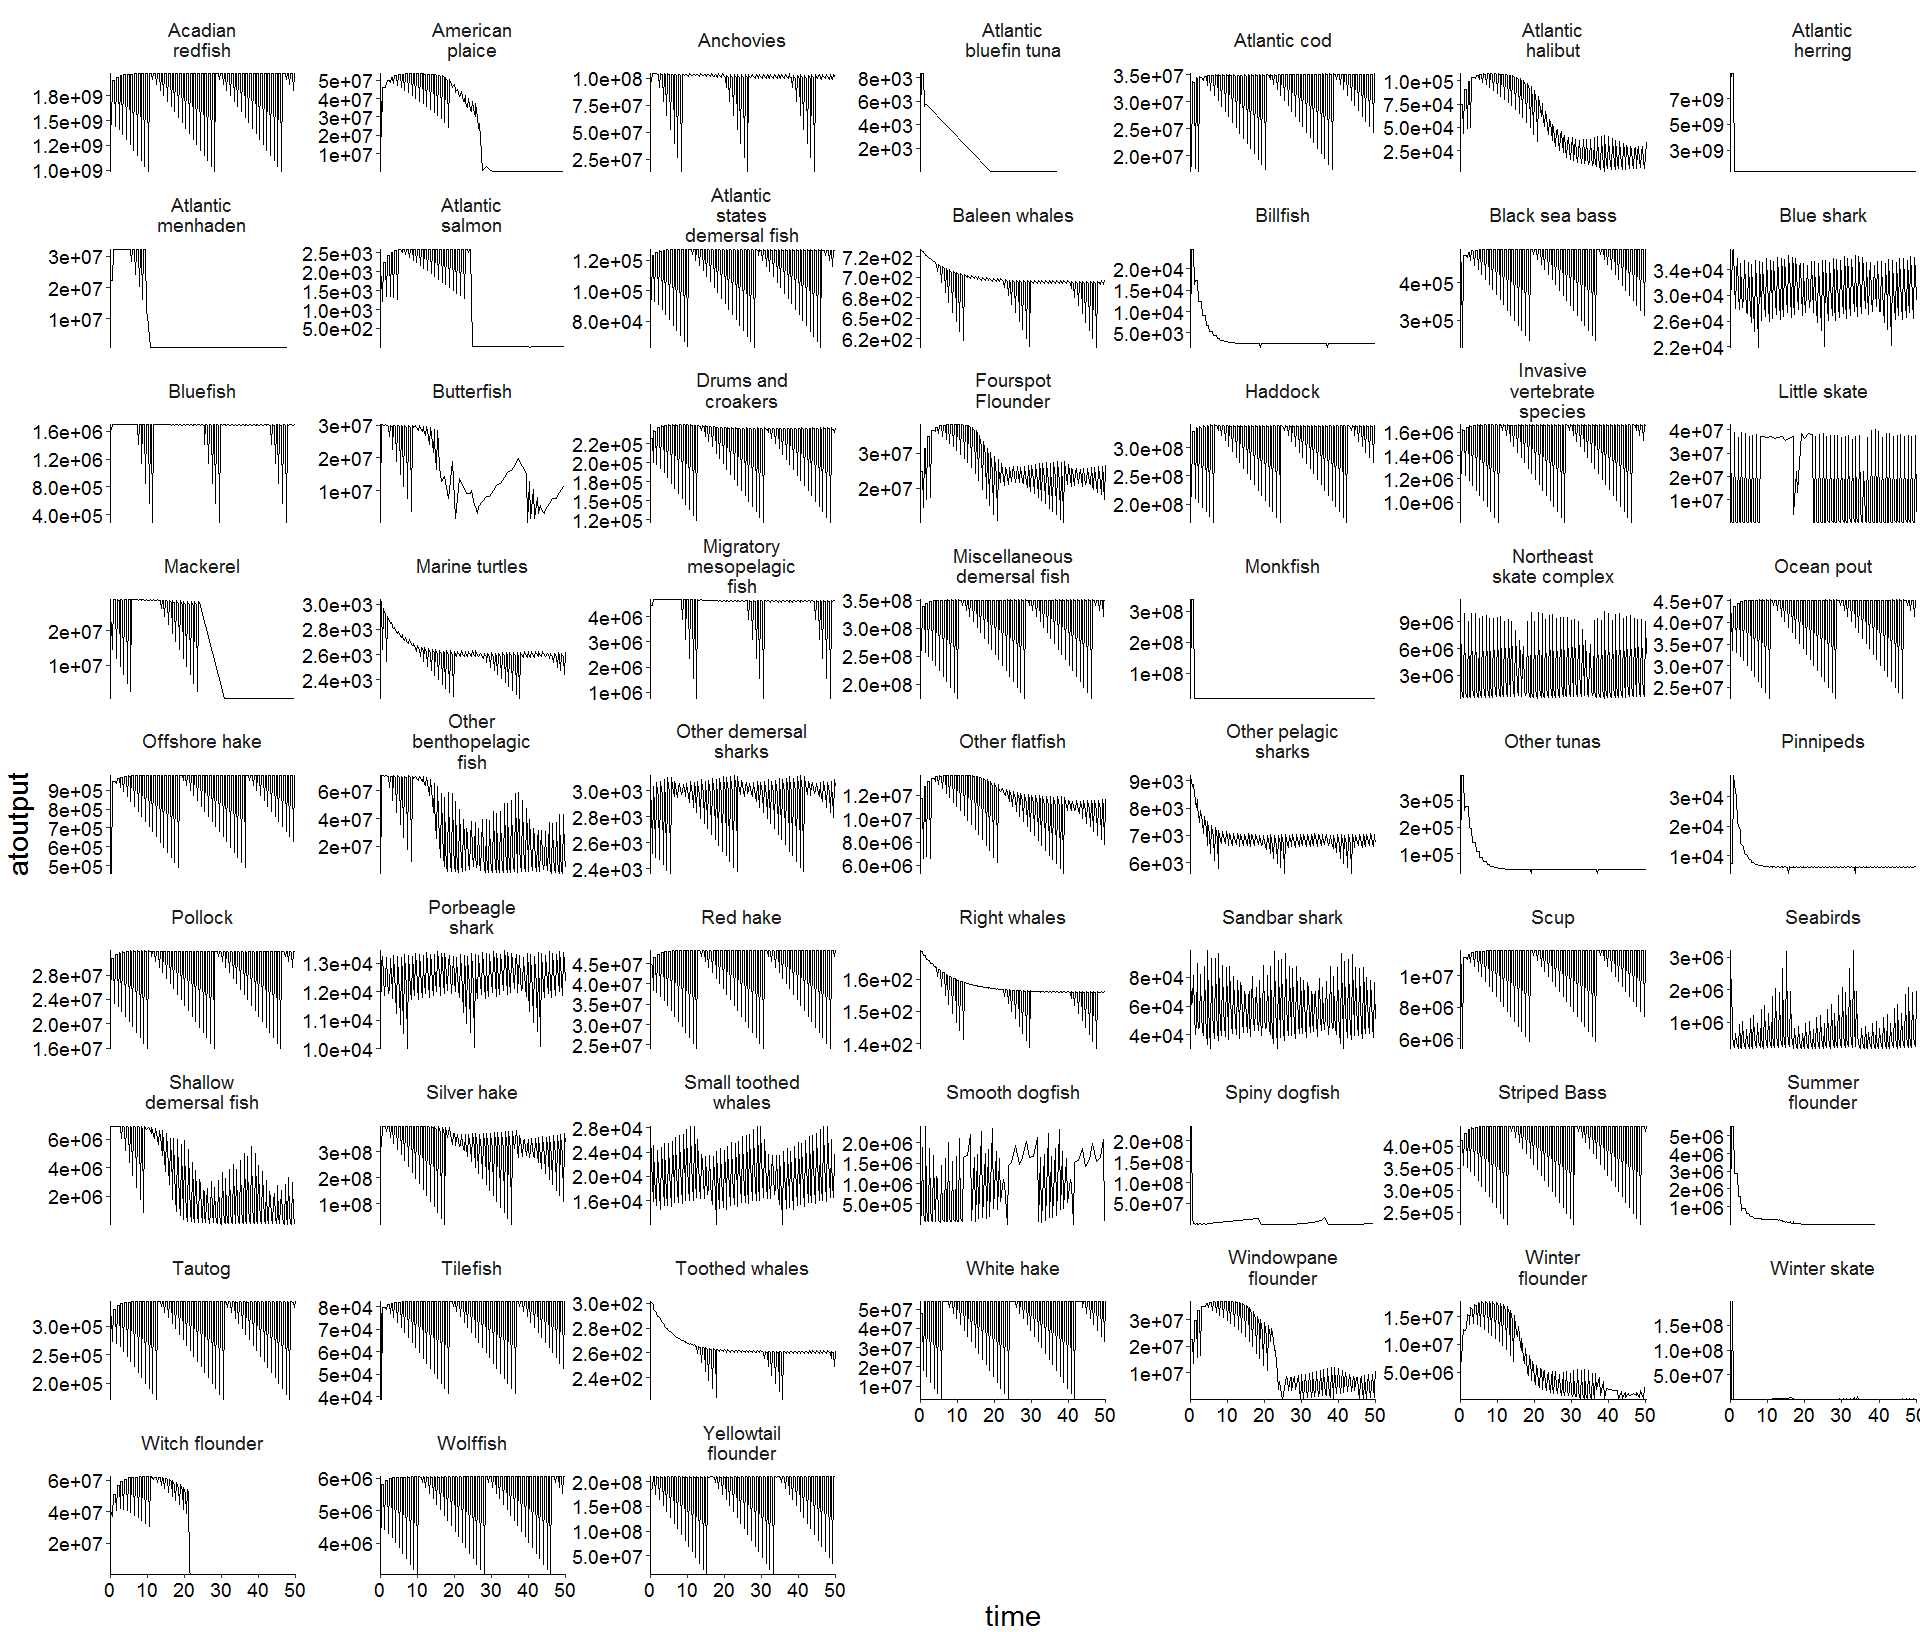 Acadian
redfish
American
plaice
Anchovies
Atlantic
bluefin tuna
Atlantic cod
Atlantic
halibut
Atlantic
herring
1.8e+09
1.5e+09
1.2e+09
1.0e+09
5e+07
4e+07
3e+07
2e+07
1e+07
1.0e+08
7.5e+07
5.0e+07
2.5e+07
8e+03
6e+03
4e+03
2e+03
3.5e+07
3.0e+07
2.5e+07
2.0e+07
1.0e+05
7.5e+04
5.0e+04
2.5e+04
7e+09
5e+09
3e+09
Atlantic
menhaden
Atlantic
salmon
Atlantic
states
demersal fish
Baleen whales
Billfish
Black sea bass
Blue shark
3e+07
2e+07
1e+07
2.5e+03
2.0e+03
1.5e+03
1.0e+03
5.0e+02
1.2e+05
1.0e+05
8.0e+04
7.2e+02
7.0e+02
6.8e+02
6.5e+02
6.2e+02
2.0e+04
1.5e+04
1.0e+04
5.0e+03
4e+05
3e+05
3.4e+04
3.0e+04
2.6e+04
2.2e+04
Bluefish
Butterfish
Drums and
croakers
Fourspot
Flounder
Haddock
Invasive
vertebrate
species
Little skate
1.6e+06
1.2e+06
8.0e+05
4.0e+05
3e+07
2e+07
1e+07
2.2e+05
2.0e+05
1.8e+05
1.5e+05
1.2e+05
3e+07
2e+07
3.0e+08
2.5e+08
2.0e+08
1.6e+06
1.4e+06
1.2e+06
1.0e+06
4e+07
3e+07
2e+07
1e+07
Mackerel
Marine turtles
Migratory
mesopelagic
fish
Miscellaneous
demersal fish
Monkfish
Northeast
skate complex
Ocean pout
2e+07
1e+07
3.0e+03
2.8e+03
2.6e+03
2.4e+03
4e+06
3e+06
2e+06
1e+06
3.5e+08
3.0e+08
2.5e+08
2.0e+08
3e+08
2e+08
1e+08
9e+06
6e+06
3e+06
4.5e+07
4.0e+07
3.5e+07
3.0e+07
2.5e+07
Offshore hake
Other
benthopelagic
fish
Other demersal
sharks
Other flatfish
Other pelagic
sharks
Other tunas
Pinnipeds
9e+05
8e+05
7e+05
6e+05
5e+05
6e+07
4e+07
2e+07
3.0e+03
2.8e+03
2.6e+03
2.4e+03
1.2e+07
1.0e+07
8.0e+06
6.0e+06
9e+03
8e+03
7e+03
6e+03
3e+05
2e+05
1e+05
3e+04
2e+04
1e+04
atoutput
Pollock
Porbeagle
shark
Red hake
Right whales
Sandbar shark
Scup
Seabirds
2.8e+07
2.4e+07
2.0e+07
1.6e+07
1.3e+04
1.2e+04
1.1e+04
1.0e+04
4.5e+07
4.0e+07
3.5e+07
3.0e+07
2.5e+07
1.6e+02
1.5e+02
1.4e+02
8e+04
6e+04
4e+04
1e+07
8e+06
6e+06
3e+06
2e+06
1e+06
Shallow
demersal fish
Silver hake
Small toothed
whales
Smooth dogfish
Spiny dogfish
Striped Bass
Summer
flounder
6e+06
4e+06
2e+06
3e+08
2e+08
1e+08
2.8e+04
2.4e+04
2.0e+04
1.6e+04
2.0e+06
1.5e+06
1.0e+06
5.0e+05
2.0e+08
1.5e+08
1.0e+08
5.0e+07
4.0e+05
3.5e+05
3.0e+05
2.5e+05
5e+06
4e+06
3e+06
2e+06
1e+06
Tautog
Tilefish
Toothed whales
White hake
Windowpane
flounder
Winter
flounder
Winter skate
3.0e+05
2.5e+05
2.0e+05
8e+04
7e+04
6e+04
5e+04
4e+04
3.0e+02
2.8e+02
2.6e+02
2.4e+02
5e+07
4e+07
3e+07
2e+07
1e+07
3e+07
2e+07
1e+07
1.5e+07
1.0e+07
5.0e+06
1.5e+08
1.0e+08
5.0e+07
0 10 20 30 40 50
0 10 20 30 40 50
0 10 20 30 40 50
0 10 20 30 40 50
Witch flounder
Wolffish
Yellowtail
flounder
6e+07
4e+07
2e+07
6e+06
5e+06
4e+06
2.0e+08
1.5e+08
1.0e+08
5.0e+07
0 10 20 30 40 50
0 10 20 30 40 50
0 10 20 30 40 50
time